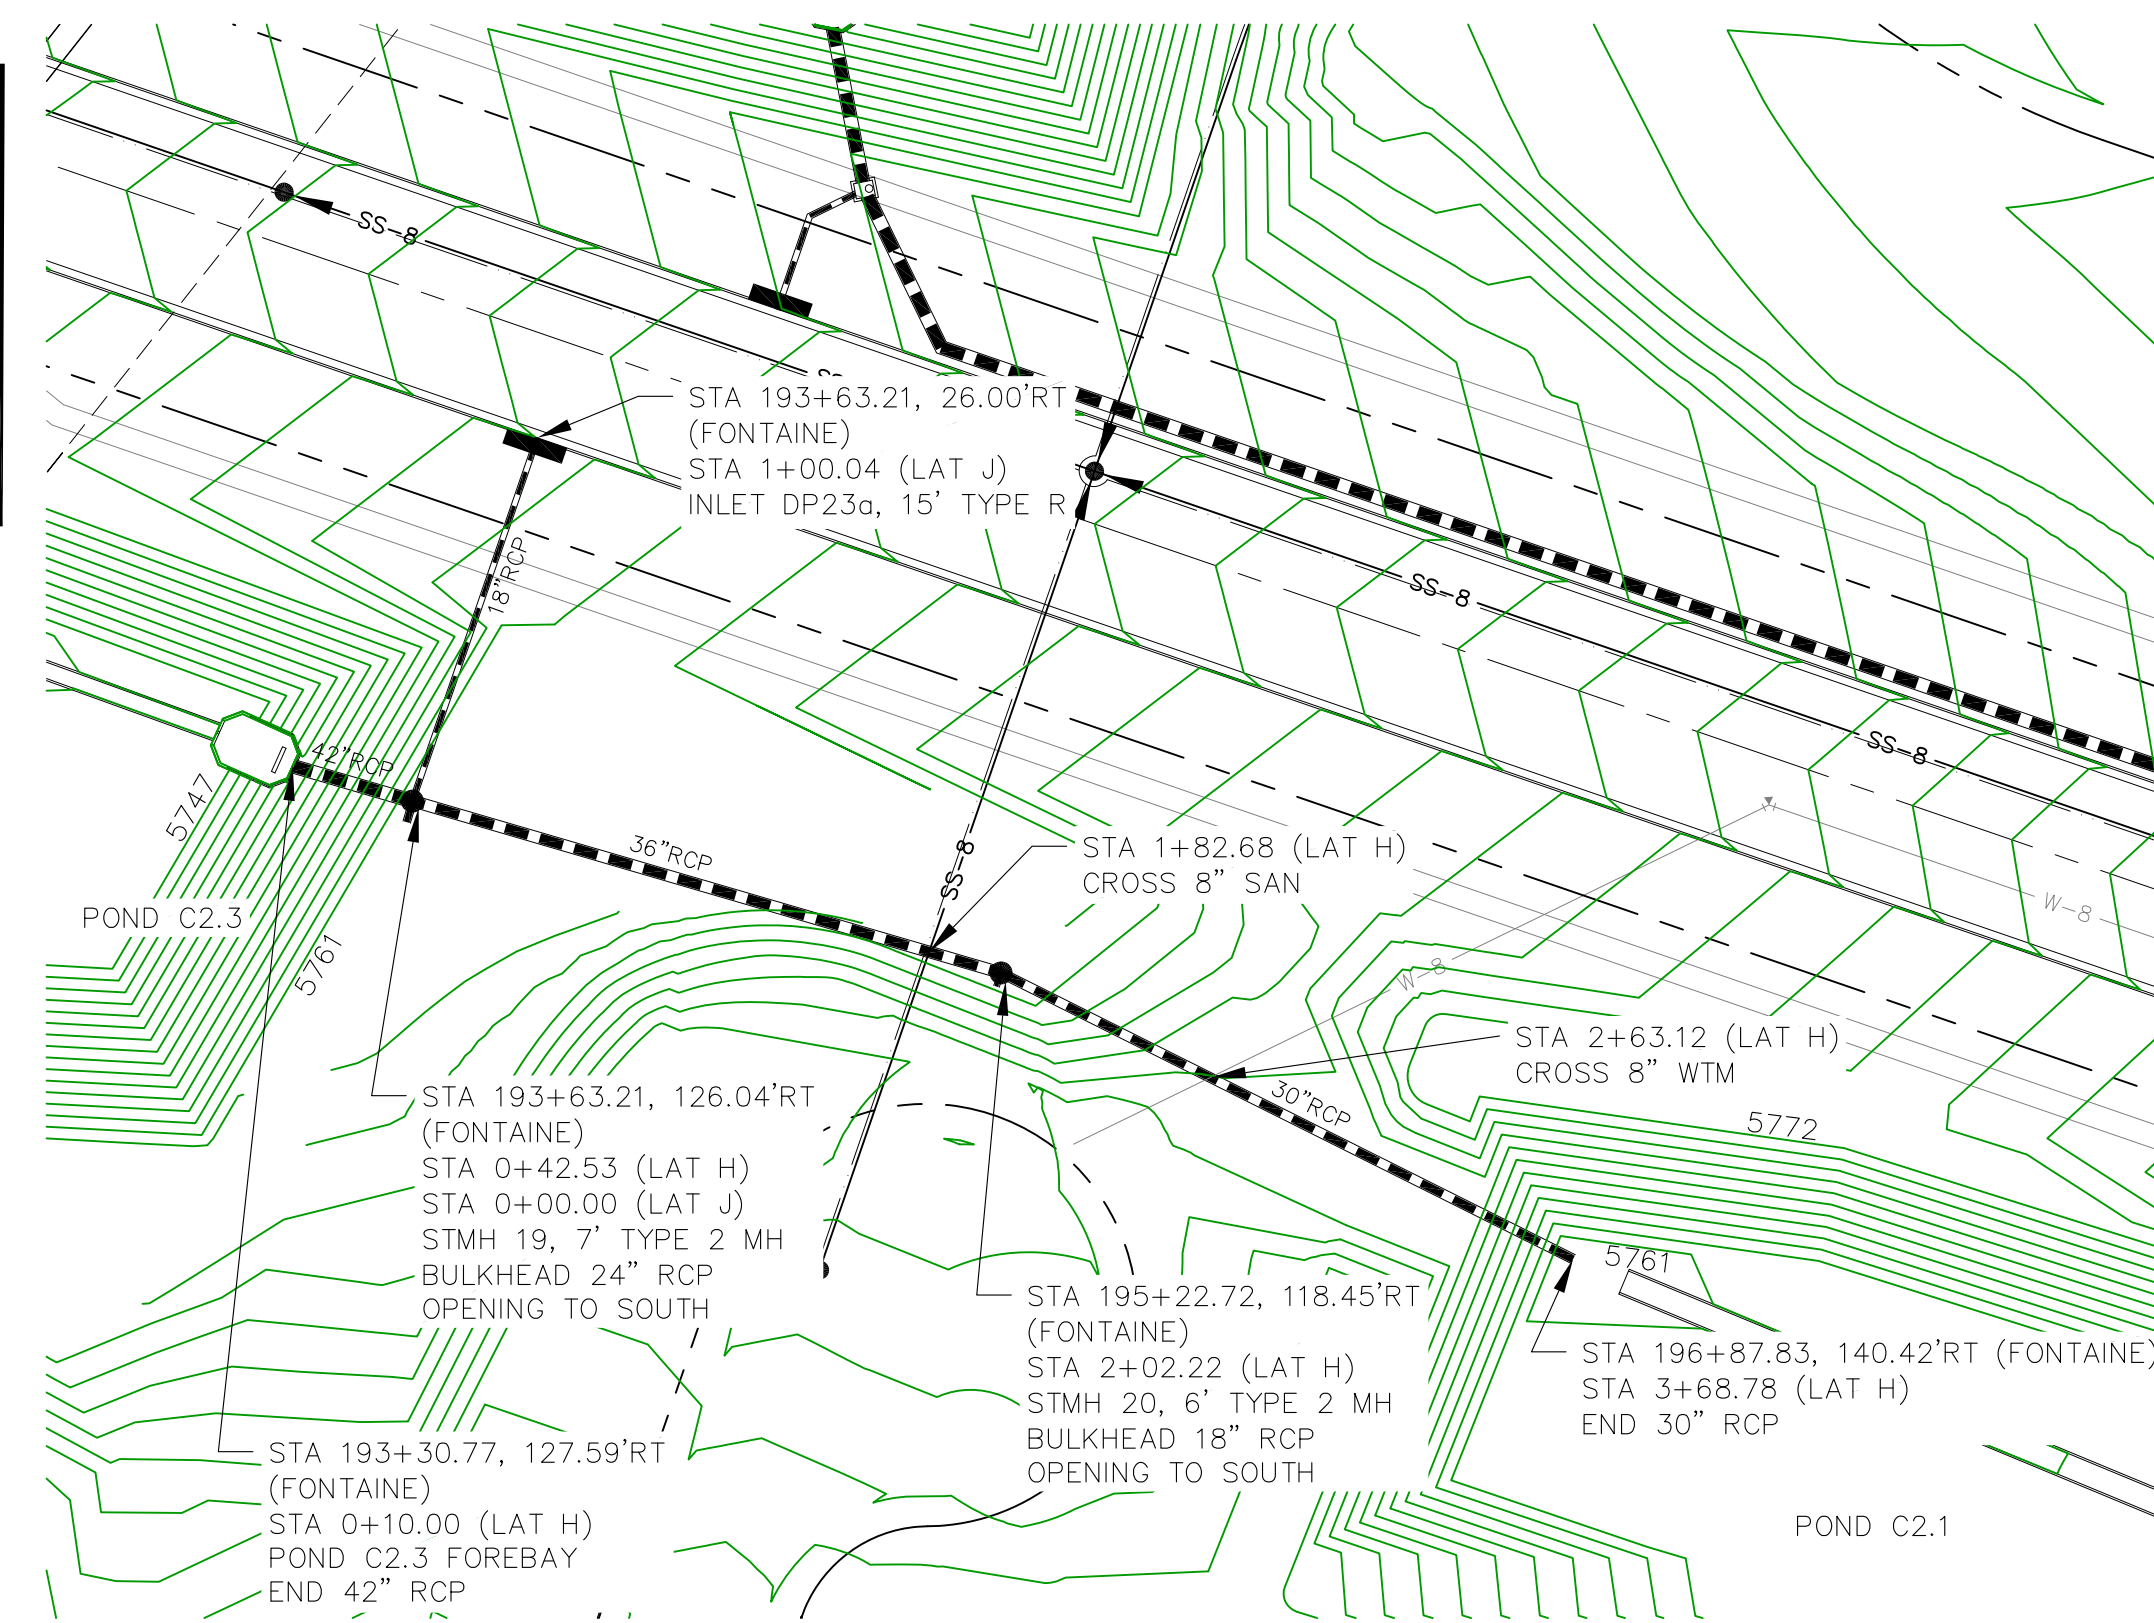 SS-8
STA 193+63.21, 26.00'RT
(FONTAINE)
STA 1+00.04 (LAT J)
INLET DP23a, 15' TYPE R
18"RCP
SS-8
SS-8
42"RCP
5747
36"RCP
SS-8
STA 1+82.68 (LAT H)
CROSS 8" SAN
W-8
POND C2.3
5761
W-8
STA 2+63.12 (LAT H)
CROSS 8" WTM
30"RCP
5772
STA 193+63.21, 126.04'RT
(FONTAINE)
STA 0+42.53 (LAT H)
STA 0+00.00 (LAT J)
STMH 19, 7' TYPE 2 MH
BULKHEAD 24" RCP
OPENING TO SOUTH
5761
STA 195+22.72, 118.45'RT
(FONTAINE)
STA 2+02.22 (LAT H)
STMH 20, 6' TYPE 2 MH
BULKHEAD 18" RCP
OPENING TO SOUTH
STA 196+87.83, 140.42'RT (FONTAINE)
STA 3+68.78 (LAT H)
END 30" RCP
STA 193+30.77, 127.59'RT
(FONTAINE)
STA 0+10.00 (LAT H)
POND C2.3 FOREBAY
END 42" RCP
POND C2.1